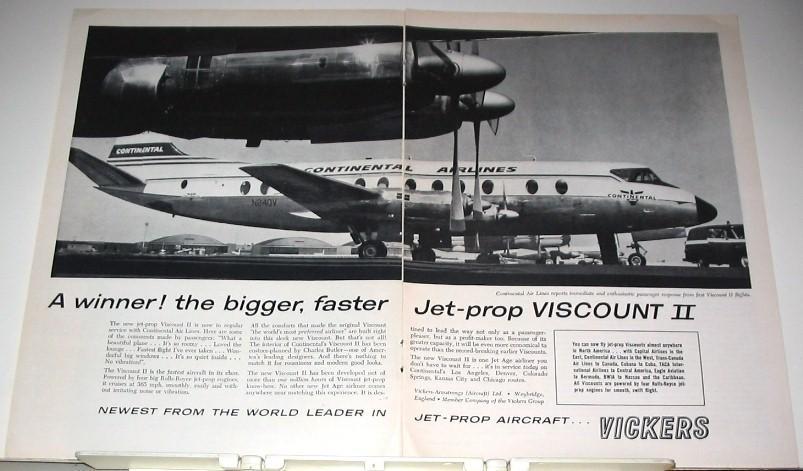 CONTINENTAL
CONTINENTAL AIRLINES
N240V
CONTINENTAL
Continental Air Lines reports immediate and enthusiastic passenger response from first Viscount II flights.
A winner! the bigger, faster Jet-prop VISCOUNT II
The new jet-prop Viscount II is now in regular
service with Continental Air Lines. Here are some
of the comments made by passengers: "What a
beautiful plane . . . It's so roomy . . . Loved the
lounge . . . Fastest flight I've ever taken . . . Won-
derful big windows . . . It's so quiet inside . . .
No vibration!".
The Viscount II is the fastest aircraft in its class.
Powered by four big Rolls-Royce jet-prop engines,
it cruises at 365 mph, smoothly, easily and with-
out irritating noise or vibration.
All the comforts that made the original Viscount
"the world's most preferred airliner" are built right
into this sleek new Viscount. But that's not all!
The interior of Continental's Viscount II has been
custom-planned by Charles Butler—one of Amer-
ica's leading designers. And there's nothing to
match it for roominess and modern good looks.
The new Viscount II has been developed out of
more than one million hours of Viscount jet-prop
know-how. No other new Jet Age airliner comes
anywhere near matching this experience. It is des-
tined to lead the way not only as a passenger-
pleaser, but as a profit-maker too. Because of its
greater capacity, it will be even more economical to
operate than the record-breaking earlier Viscounts.
The new Viscount II is one Jet Age airliner you
don't have to wait for . . . it's in service today on
Continental's Los Angeles, Denver, Colorado
Springs, Kansas City and Chicago routes.
Vickers-Armstrongs (Aircraft) Ltd. • Weybridge,
England • Member Company of the Vickers Group
You can now fly jet-prop Viscounts almost anywhere
in North America . . . with Capital Airlines in the
East, Continental Air Lines in the West, Trans-Canada
Air Lines in Canada, Cubana to Cuba, TACA Inter-
national Airlines to Central America, Eagle Aviation
to Bermuda, BWIA to Nassau and the Caribbean.
All Viscounts are powered by four Rolls-Royce jet-
prop engines for smooth, swift flight.
NEWEST FROM THE WORLD LEADER IN JET-PROP AIRCRAFT . . . VICKERS